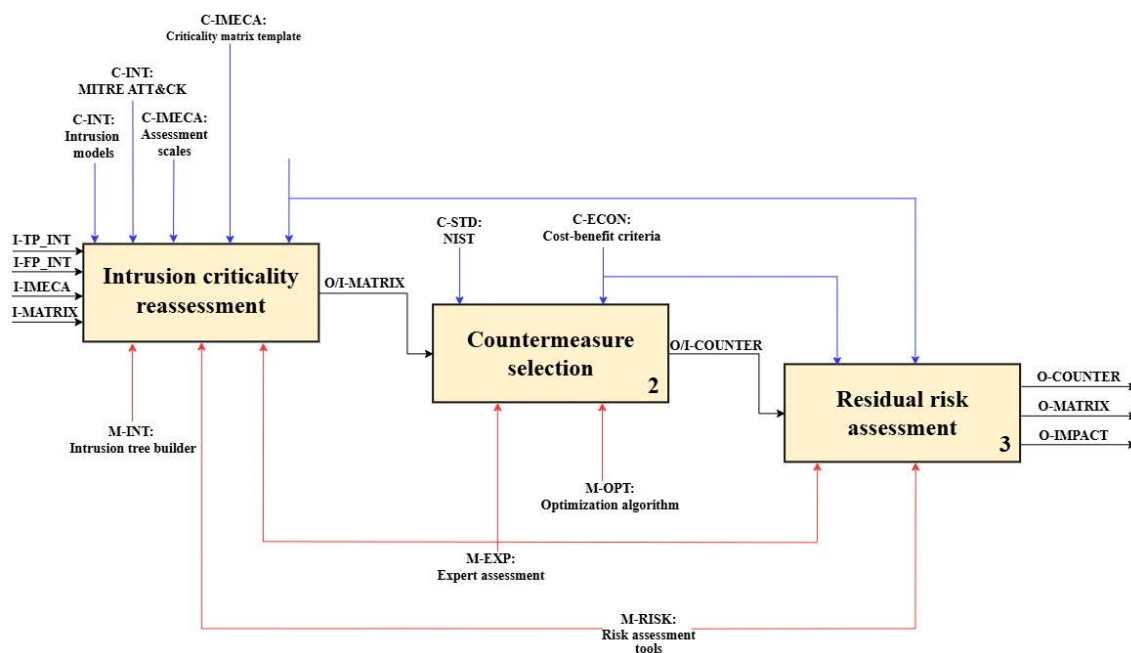 C-IMECA:
Criticality matrix template
C-INT:
MITRE ATT&CK
C-INT:
Intrusion
models
C-IMECA:
Assessment
scales
I-TP_INT
I-FP_INT
I-IMECA
I-MATRIX
Intrusion criticality
reassessment
O/I-MATRIX
C-STD:
NIST
C-ECON:
Cost-benefit criteria
Countermeasure
selection
2
O/I-COUNTER
Residual risk
assessment
3
O-COUNTER
O-MATRIX
O-IMPACT
M-INT:
Intrusion tree builder
M-OPT:
Optimization algorithm
M-EXP:
Expert assessment
M-RISK:
Risk assessment
tools